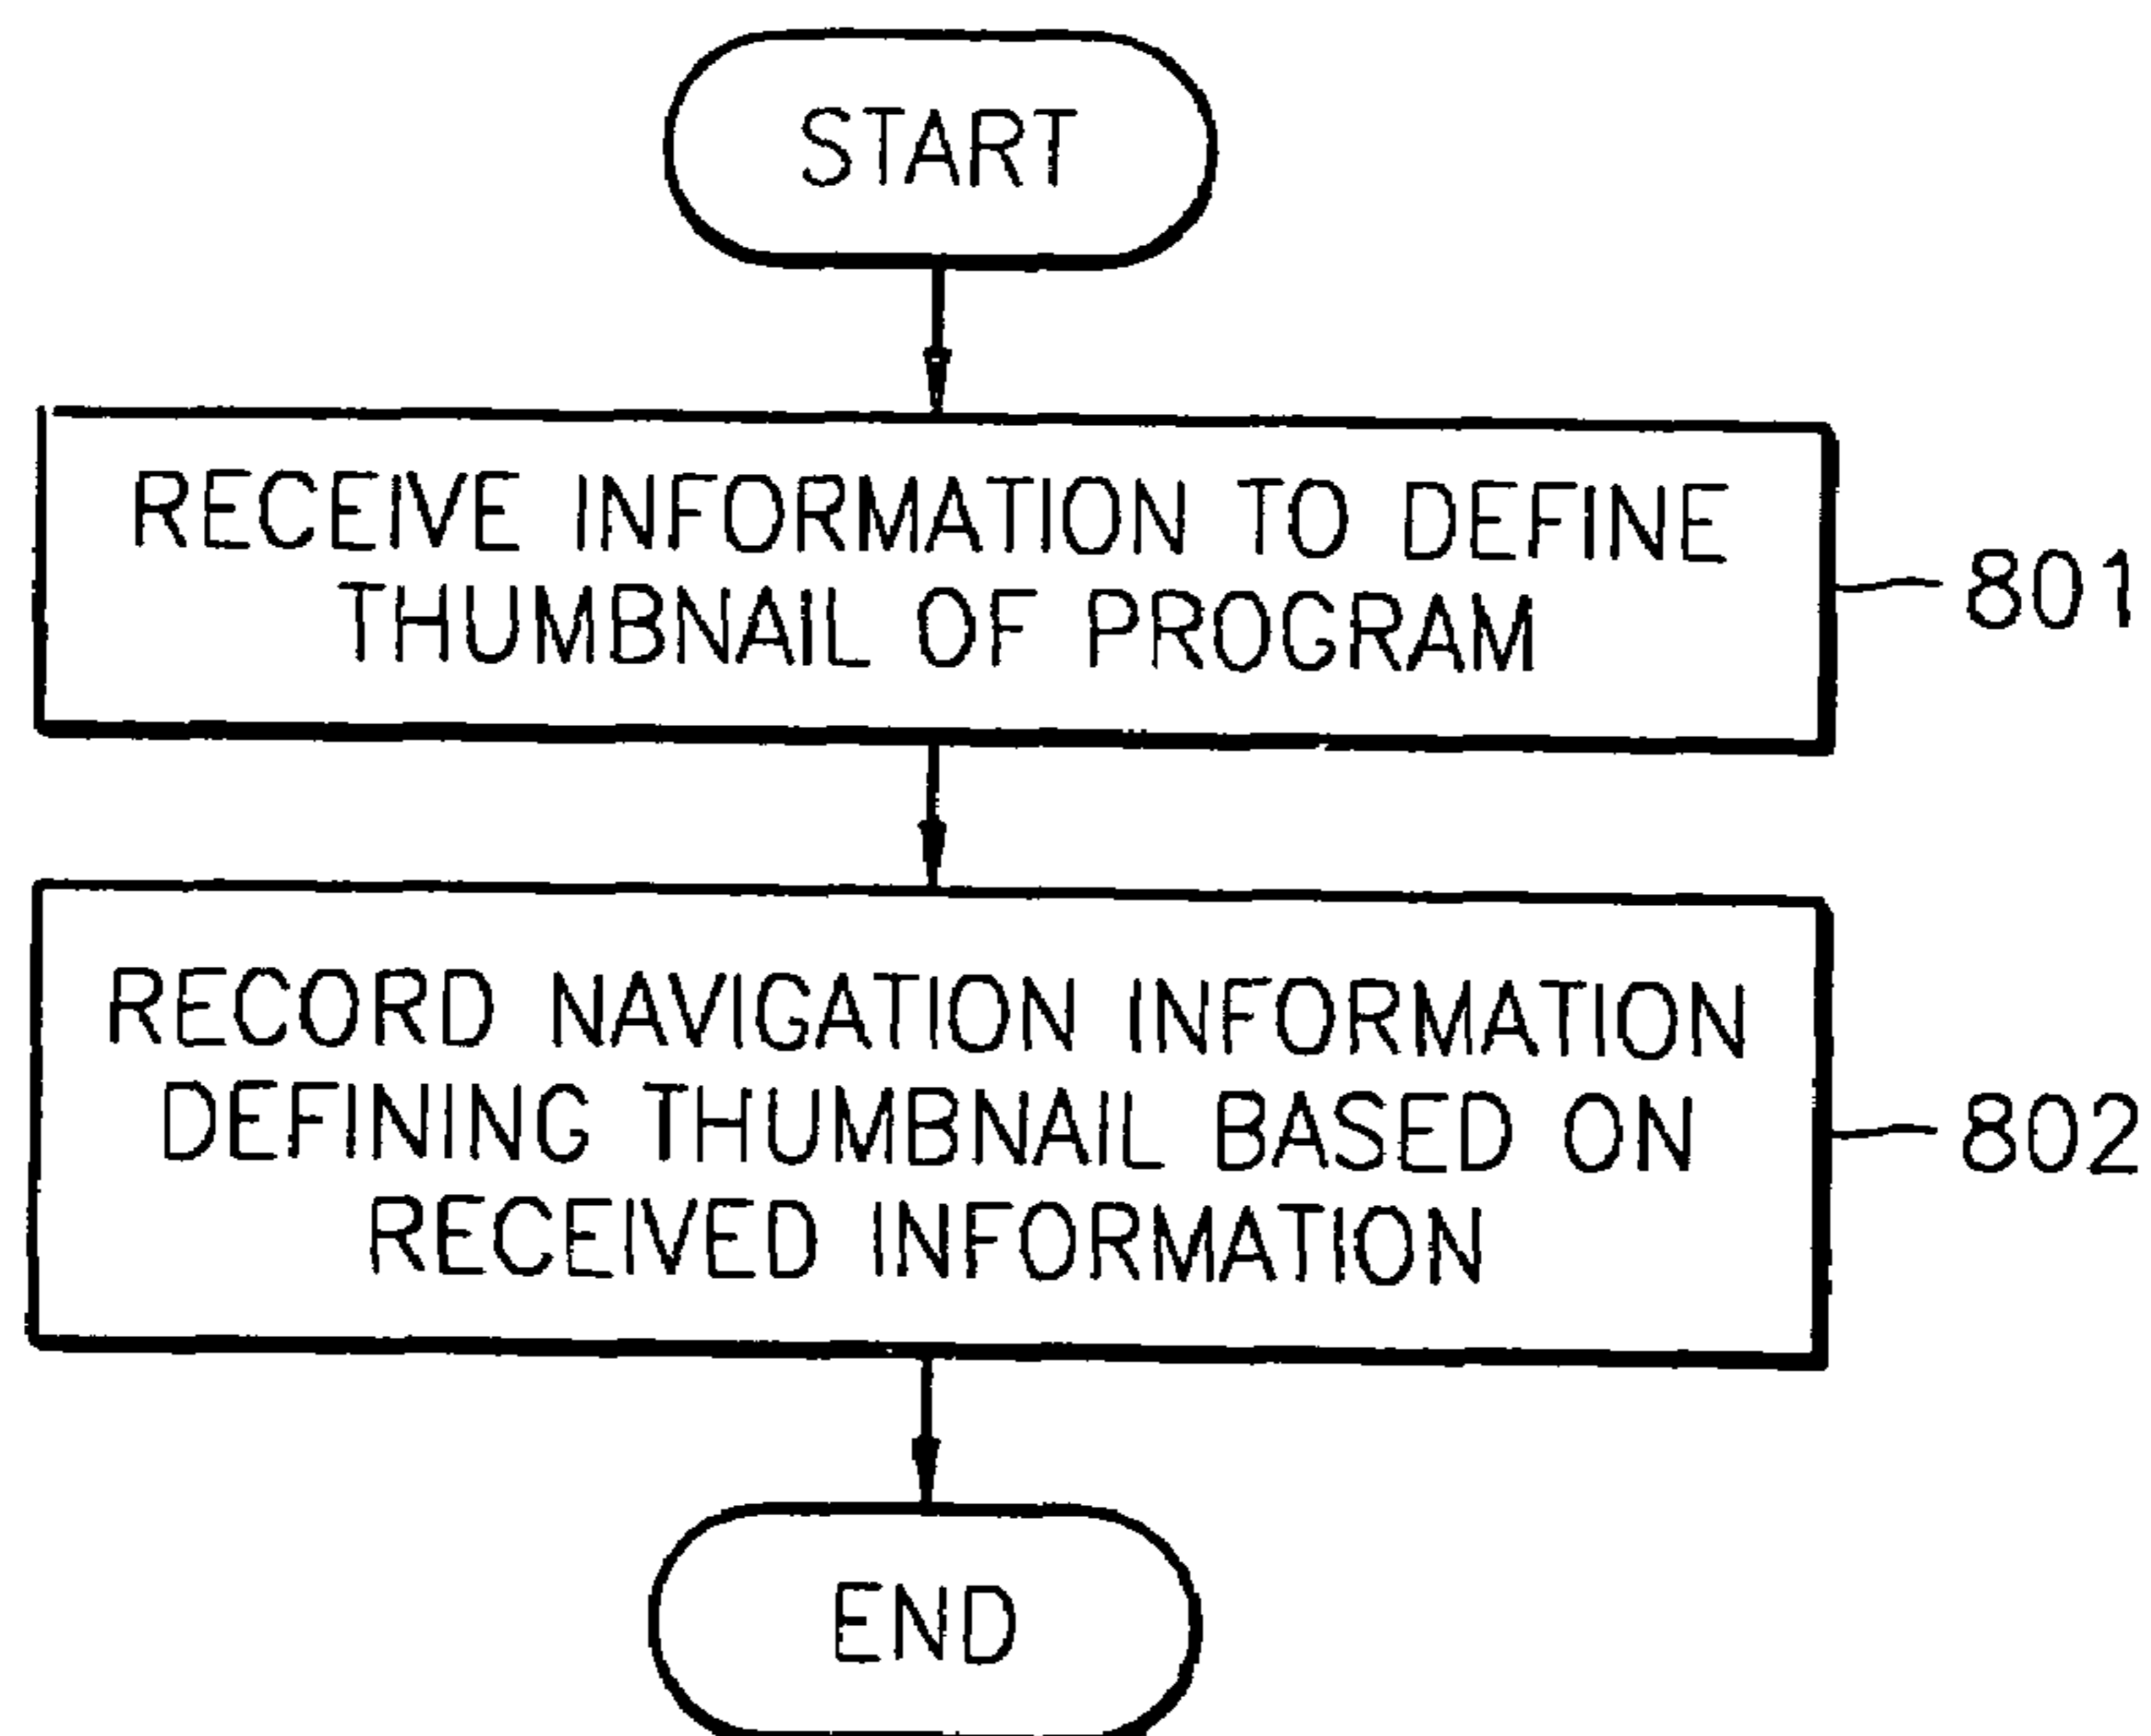 START
RECEIVE INFORMATION TO DEFINE
THUMBNAIL OF PROGRAM
801
RECORD NAVIGATION INFORMATION
DEFINING THUMBNAIL BASED ON
RECEIVED INFORMATION
802
END